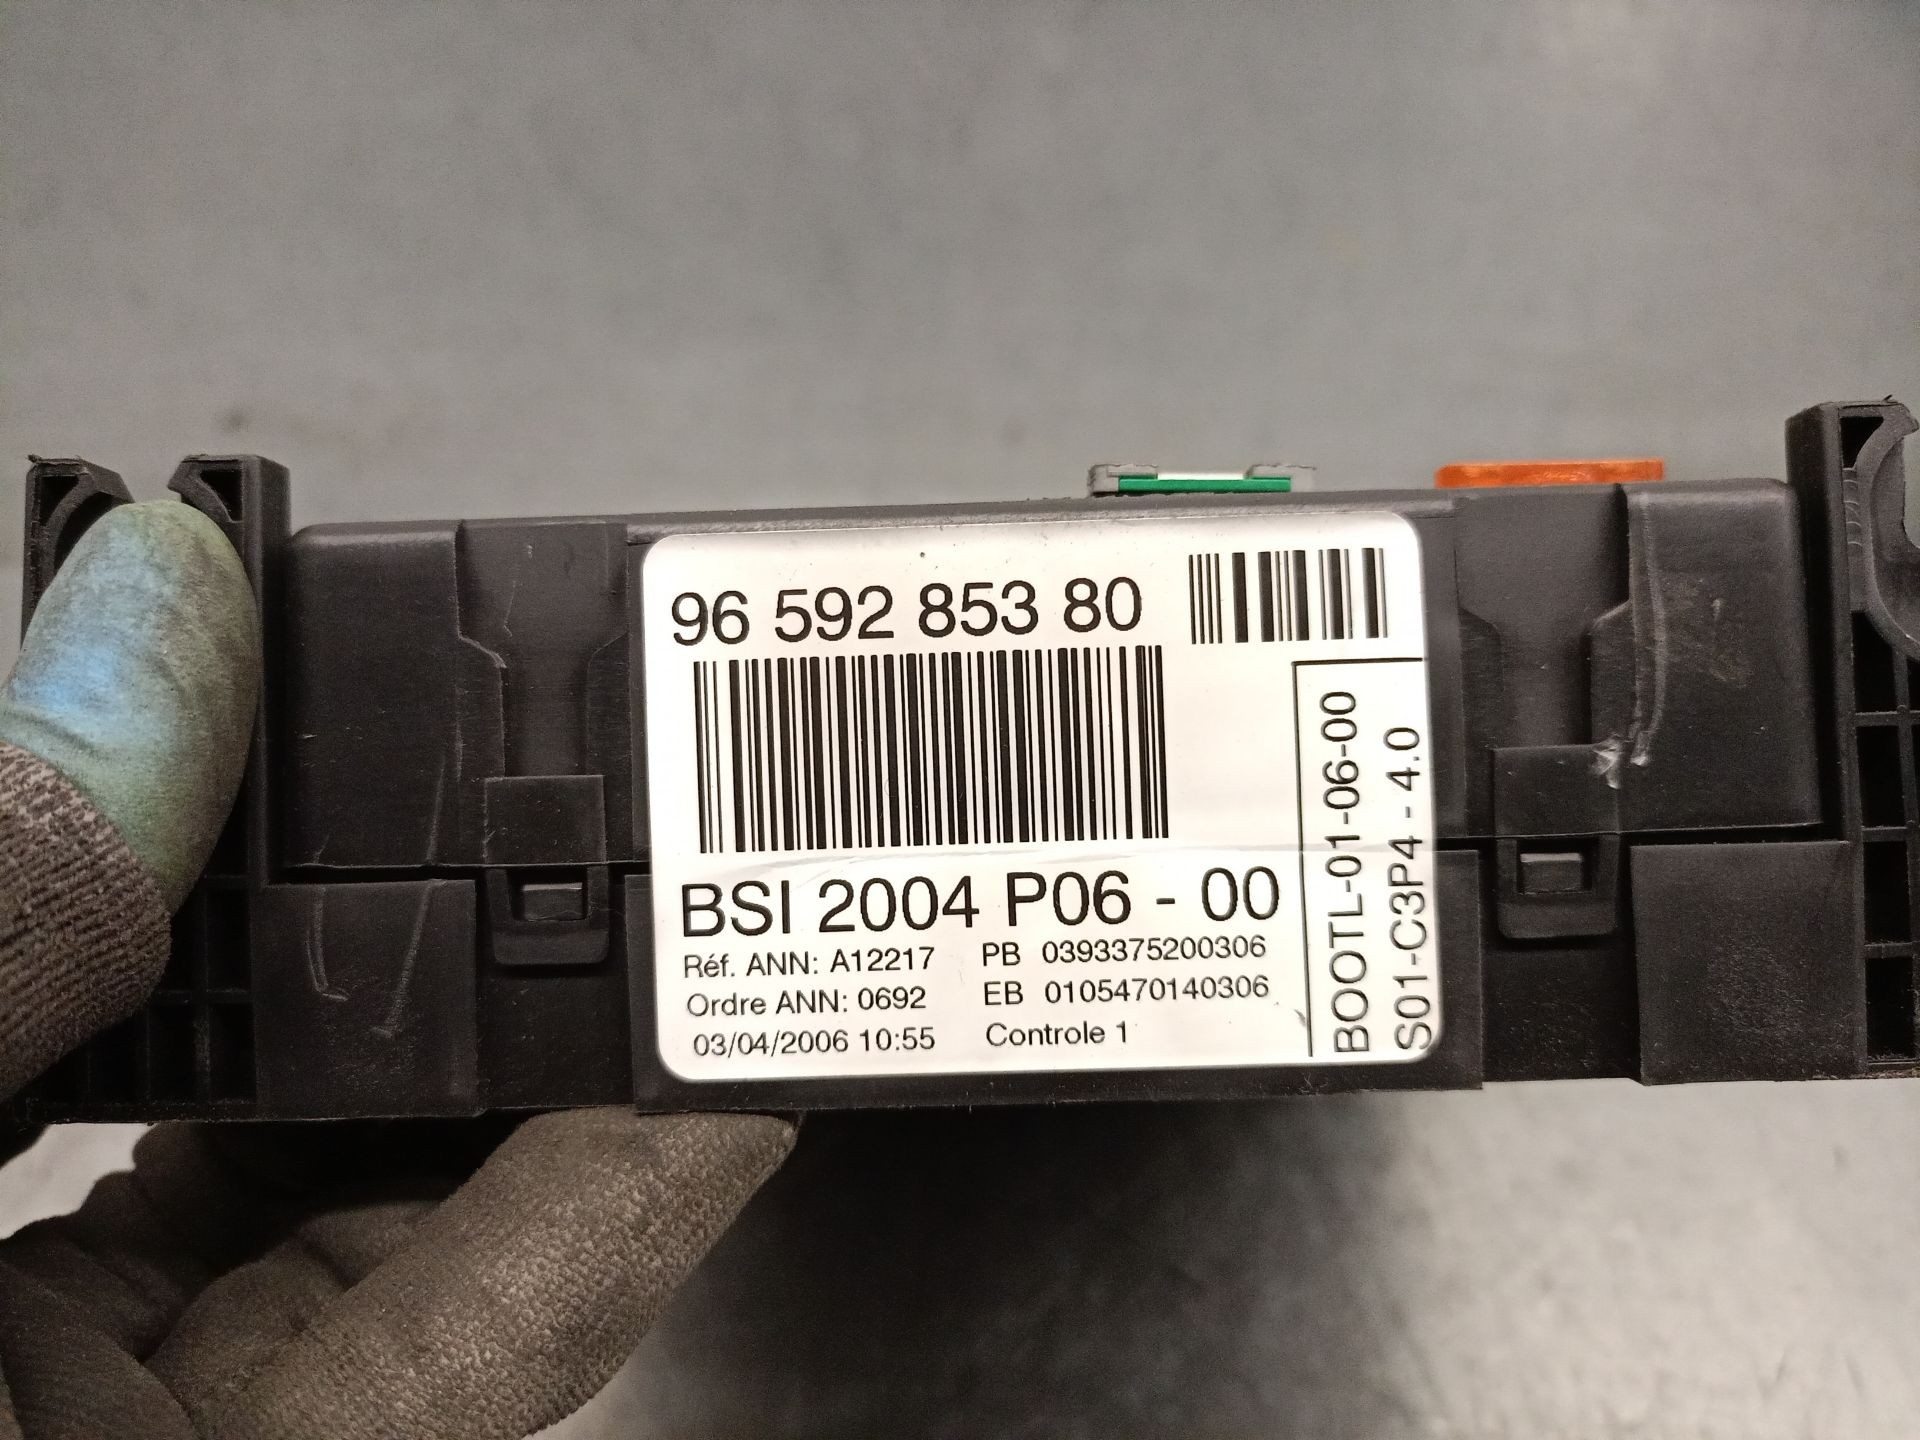 96 592 853 80
BSI 2004 P06 - 00
Réf. ANN: A12217 PB 0393375200306
Ordre ANN: 0692 EB 0105470140306
03/04/2006 10:55 Controle 1
BOOTL-01-06-00
S01-C3P4 - 4.0